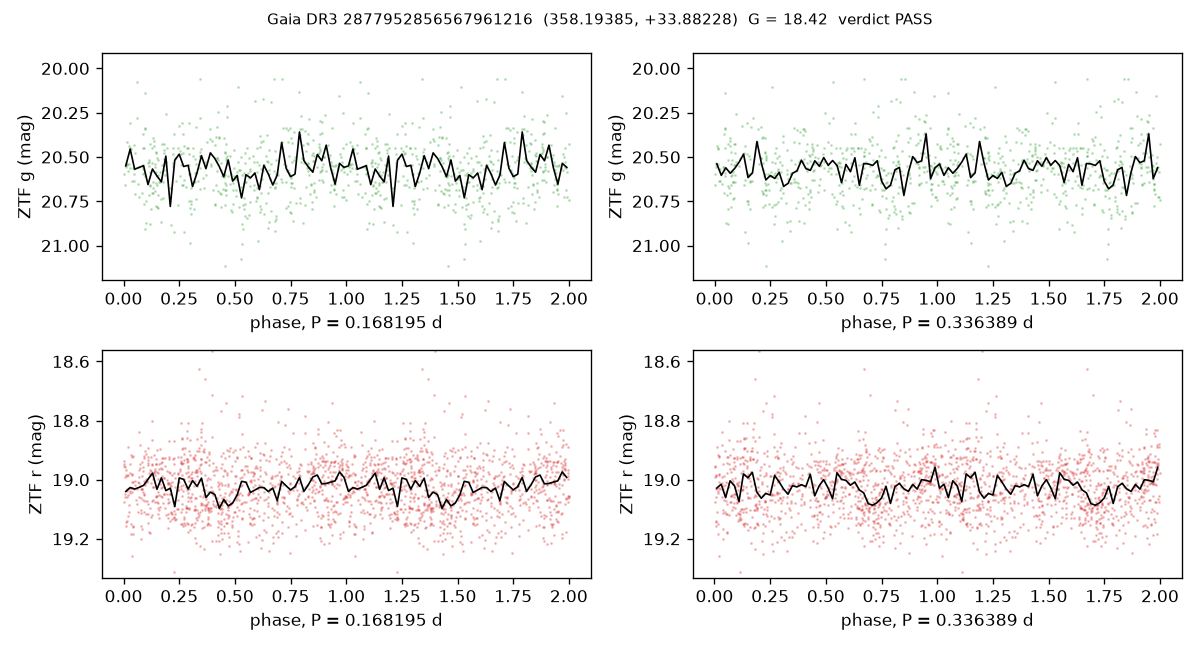 Gaia DR3 2877952856567961216 (358.19385, +33.88228) G = 18.42 verdict PASS
ZTF g (mag)
20.00
20.25
20.50
20.75
21.00
0.00 0.25 0.50 0.75 1.00 1.25 1.50 1.75 2.00
phase, P = 0.168195 d
ZTF g (mag)
20.00
20.25
20.50
20.75
21.00
0.00 0.25 0.50 0.75 1.00 1.25 1.50 1.75 2.00
phase, P = 0.336389 d
ZTF r (mag)
18.6
18.8
19.0
19.2
0.00 0.25 0.50 0.75 1.00 1.25 1.50 1.75 2.00
phase, P = 0.168195 d
ZTF r (mag)
18.6
18.8
19.0
19.2
0.00 0.25 0.50 0.75 1.00 1.25 1.50 1.75 2.00
phase, P = 0.336389 d